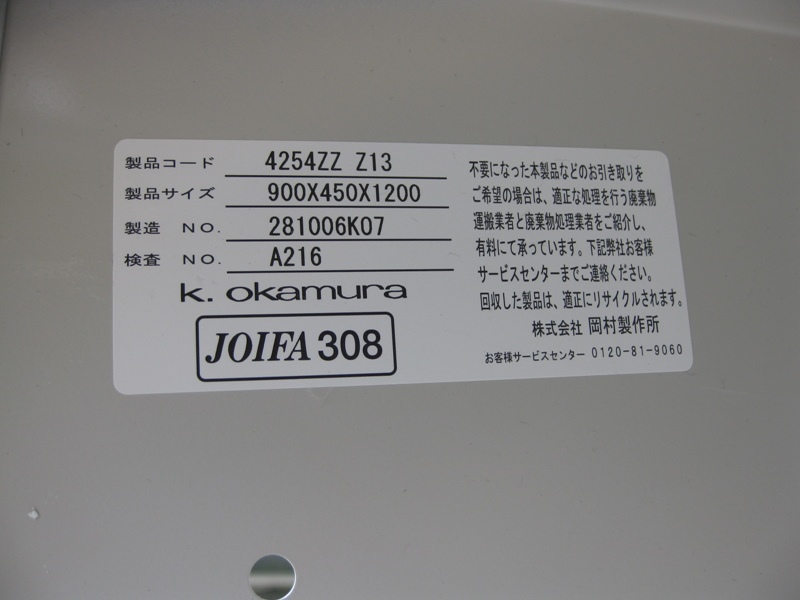 製品コード 4254ZZ Z13
製品サイズ 900X450X1200
製造 NO. 281006K07
検査 NO. A216
k. okamura
JOIFA 308
不要になった本製品などのお引き取りを
ご希望の場合は、適正な処理を行う廃棄物
運搬業者と廃棄物処理業者をご紹介し、
有料にて承っています。下記弊社お客様
サービスセンターまでご連絡ください。
回収した製品は、適正にリサイクルされます。
株式会社 岡村製作所
お客様サービスセンター 0120-81-9060